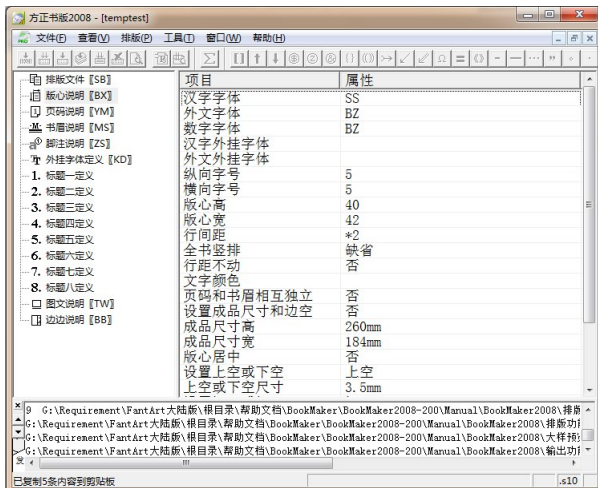 方正书版2008 - [temptest]
文件(F) 查看(V) 排版(P) 工具(T) 窗口(W) 帮助(H)
排版文件〖SB〗
版心说明〖BX〗
页码说明〖YM〗
书眉说明〖MS〗
脚注说明〖ZS〗
外挂字体定义〖KD〗
1. 标题一定义
2. 标题二定义
3. 标题三定义
4. 标题四定义
5. 标题五定义
6. 标题六定义
7. 标题七定义
8. 标题八定义
图文说明〖TW〗
边边说明〖BB〗
项目 属性
汉字字体 SS
外文字体 BZ
数字字体 BZ
汉字外挂字体
外文外挂字体
纵向字号 5
横向字号 5
版心高 40
版心宽 42
行间距 *2
全书竖排 缺省
行距不动 否
文字颜色
页码和书眉相互独立 否
设置成品尺寸和边空 否
成品尺寸高 260mm
成品尺寸宽 184mm
版心居中 否
设置上空或下空 上空
上空或下空尺寸 3.5mm
9 G:\Requirement\FantArt大陆版\根目录\帮助文档\BookMaker\BookMaker2008-200\Manual\BookMaker2008\排版
G:\Requirement\FantArt大陆版\根目录\帮助文档\BookMaker\BookMaker2008-200\Manual\BookMaker2008\排版功
G:\Requirement\FantArt大陆版\根目录\帮助文档\BookMaker\BookMaker2008-200\Manual\BookMaker2008\大样预
G:\Requirement\FantArt大陆版\根目录\帮助文档\BookMaker\BookMaker2008-200\Manual\BookMaker2008\输出功
已复制5条内容到剪贴板 .s10